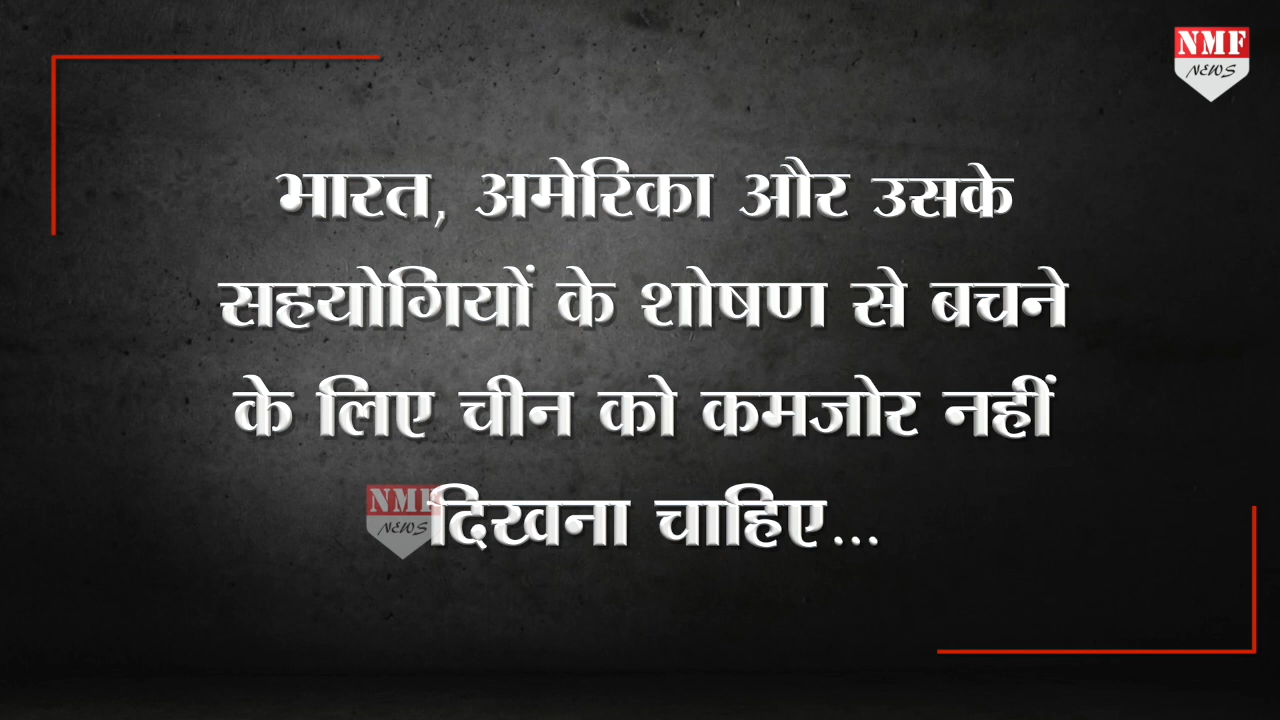 NMF
NEWS
भारत, अमेरिका और उसके
सहयोगियों के शोषण से बचने
के लिए चीन को कमजोर नहीं
NMF
NEWS
दिखना चाहिए...